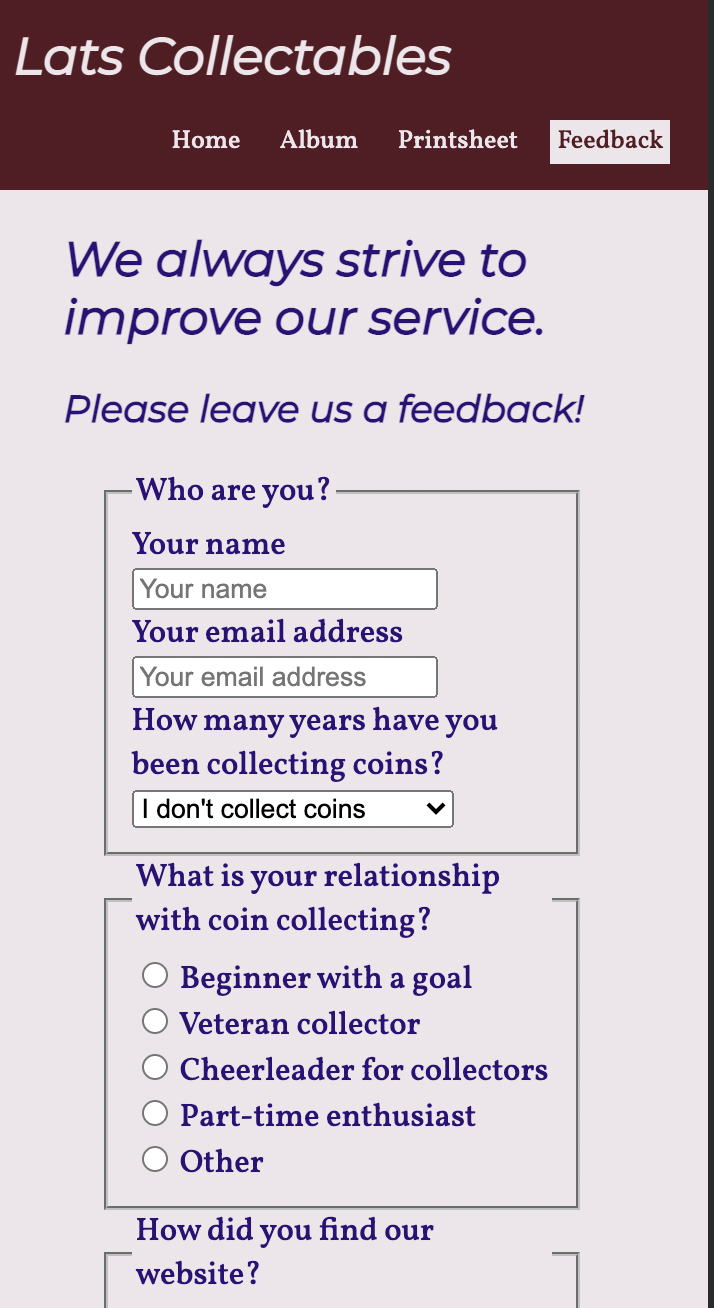 Lats Collectables
Home Album Printsheet Feedback
We always strive to
improve our service.
Please leave us a feedback!
Who are you?
Your name
Your name
Your email address
Your email address
How many years have you
been collecting coins?
I don't collect coins
What is your relationship
with coin collecting?
Beginner with a goal
Veteran collector
Cheerleader for collectors
Part-time enthusiast
Other
How did you find our
website?